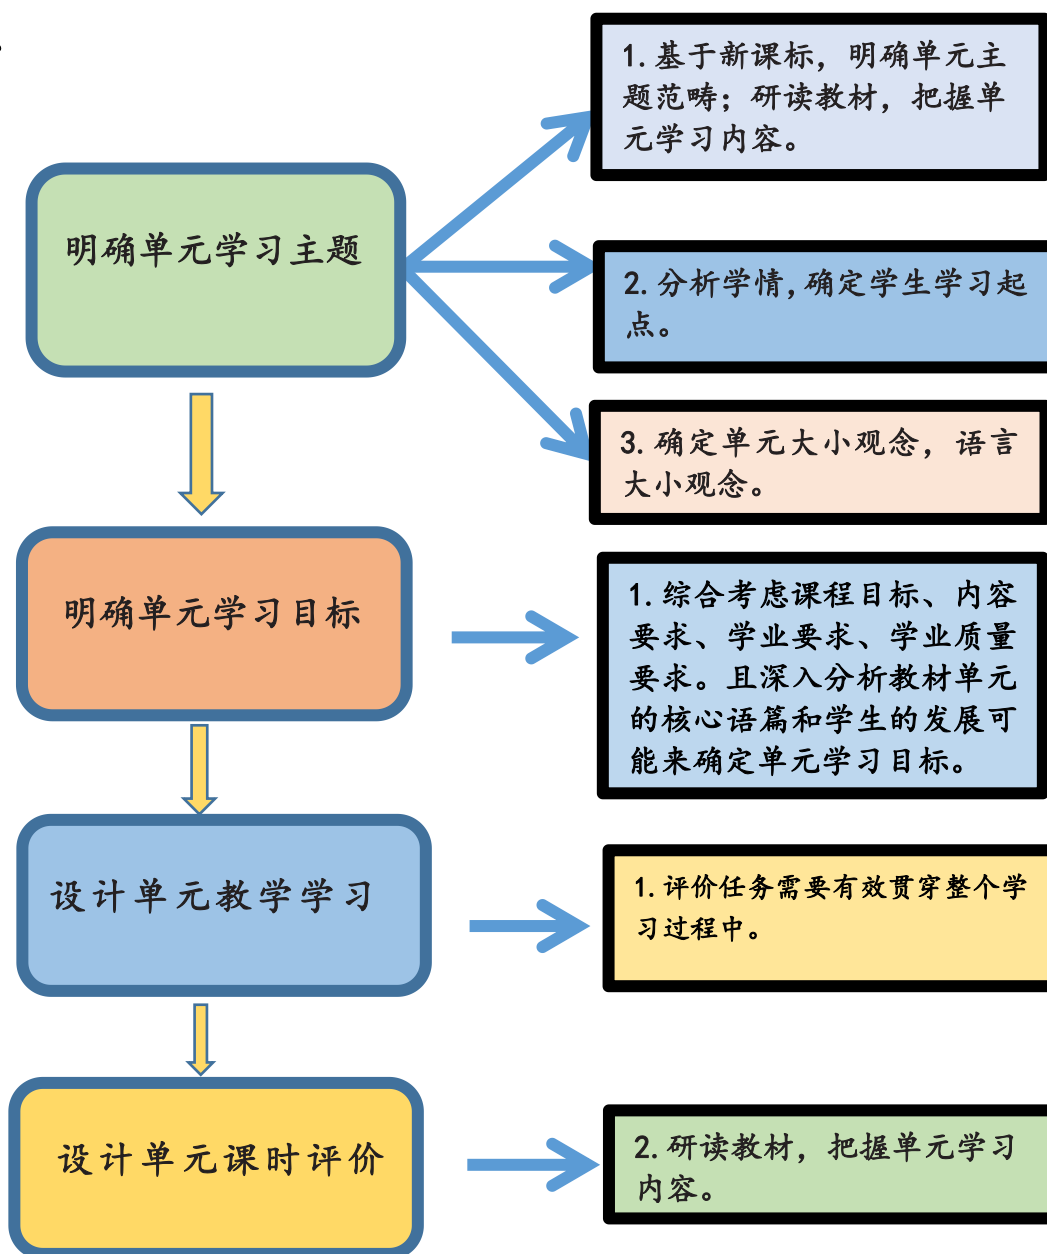 明确单元学习主题
1.基于新课标，明确单元主
题范畴；研读教材，把握单
元学习内容。
2.分析学情,确定学生学习起
点。
3.确定单元大小观念，语言
大小观念。
明确单元学习目标
1.综合考虑课程目标、内容
要求、学业要求、学业质量
要求。且深入分析教材单元
的核心语篇和学生的发展可
能来确定单元学习目标。
设计单元教学学习
1.评价任务需要有效贯穿整个学
习过程中。
设计单元课时评价
2.研读教材，把握单元学习
内容。